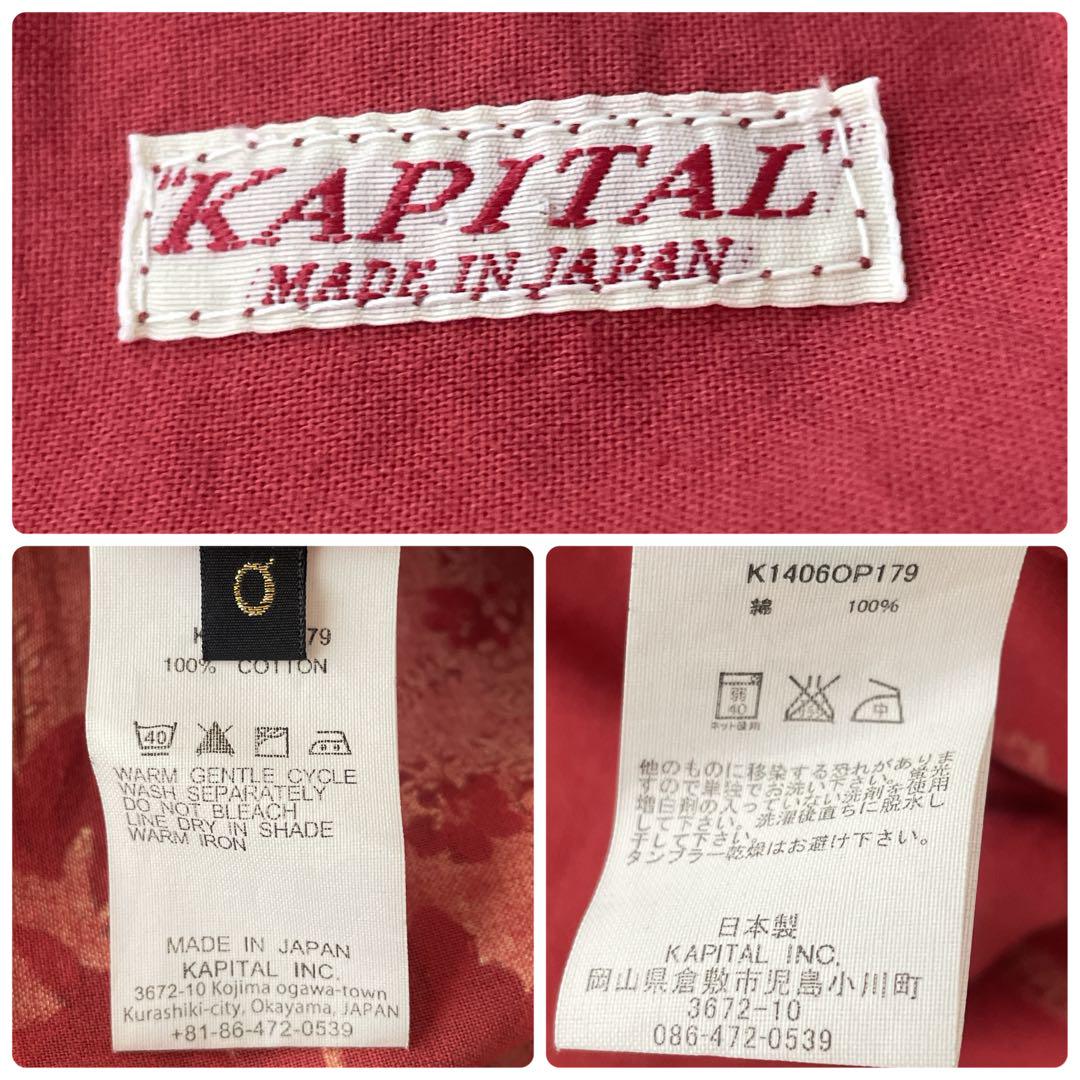 "KAPITAL"
MADE IN JAPAN
0
K 79
100% COTTON
40
WARM GENTLE CYCLE
WASH SEPARATELY
DO NOT BLEACH
LINE DRY IN SHADE
WARM IRON
MADE IN JAPAN
KAPITAL INC.
3672-10 Kojima ogawa-town
Kurashiki-city, Okayama, JAPAN
+81-86-472-0539
K1406OP179
綿 100%
弱
40
中
ネット使用
他のものに移染する恐れがありま
すので単独でお洗い下さい。蛍光
増白剤の入っていない洗剤を使用
して下さい。洗濯後直ちに脱水し
干して下さい。
タンブラー乾燥はお避け下さい。
日本製
KAPITAL INC.
岡山県倉敷市児島小川町
3672-10
086-472-0539